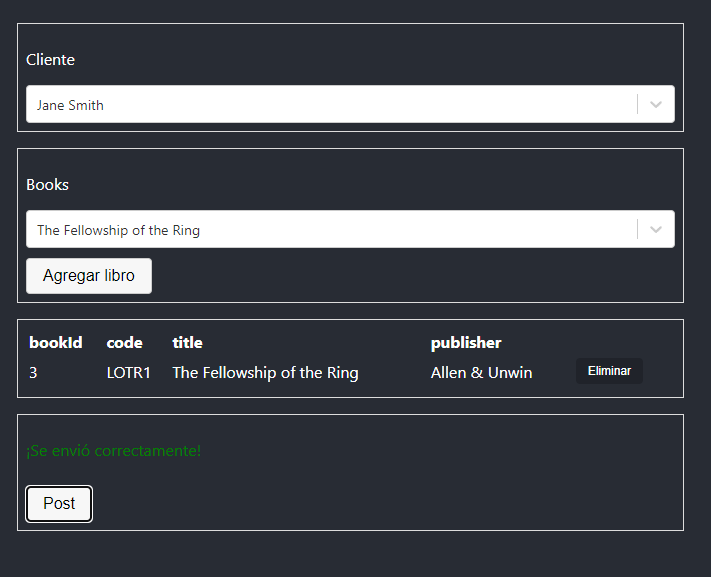 Cliente
Jane Smith
Books
The Fellowship of the Ring
Agregar libro
bookId code title publisher
3 LOTR1 The Fellowship of the Ring Allen & Unwin Eliminar
¡Se envió correctamente!
Post